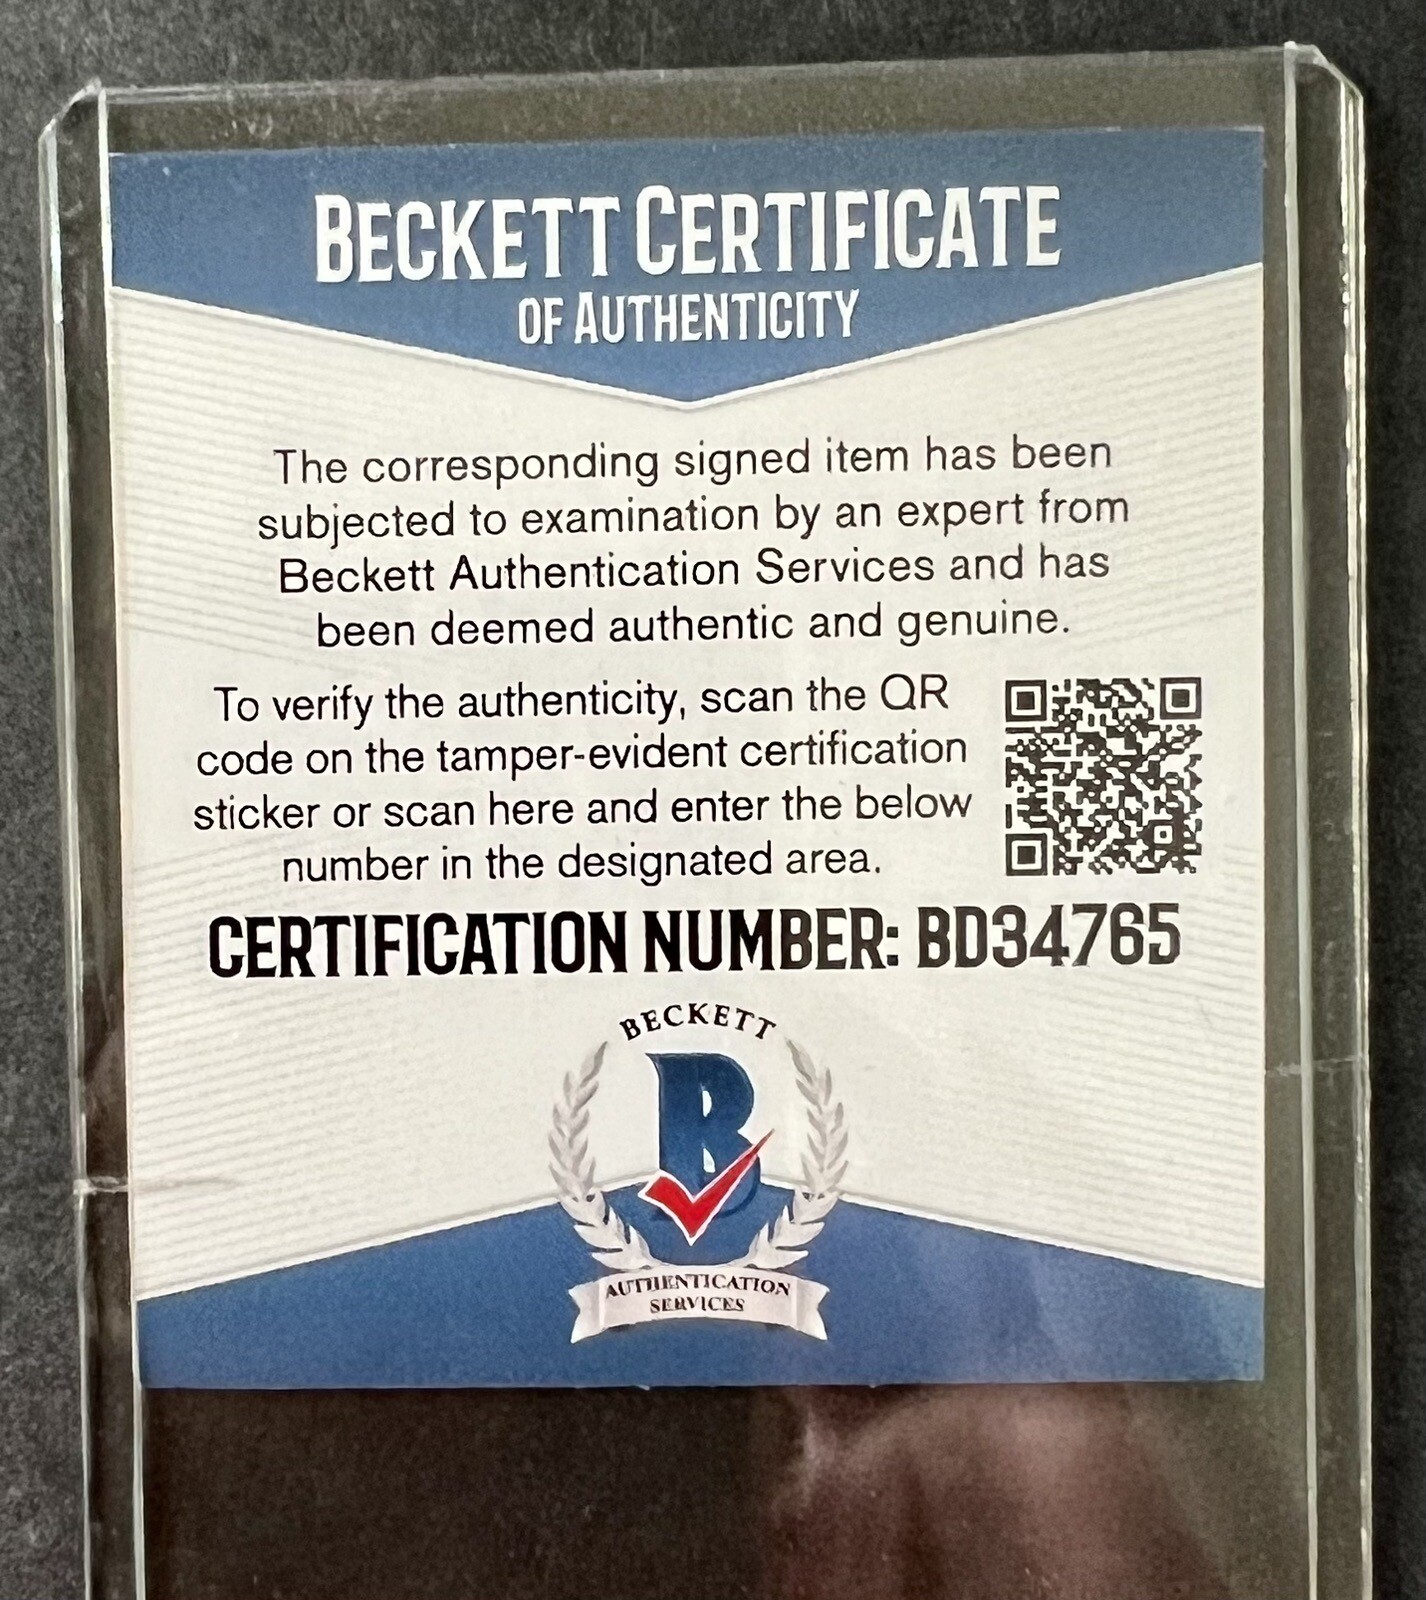 BECKETT CERTIFICATE
OF AUTHENTICITY
The corresponding signed item has been
subjected to examination by an expert from
Beckett Authentication Services and has
been deemed authentic and genuine.
To verify the authenticity, scan the QR
code on the tamper-evident certification
sticker or scan here and enter the below
number in the designated area.
CERTIFICATION NUMBER: BD34765
BECKETT
B
AUTHENTICATION
SERVICES